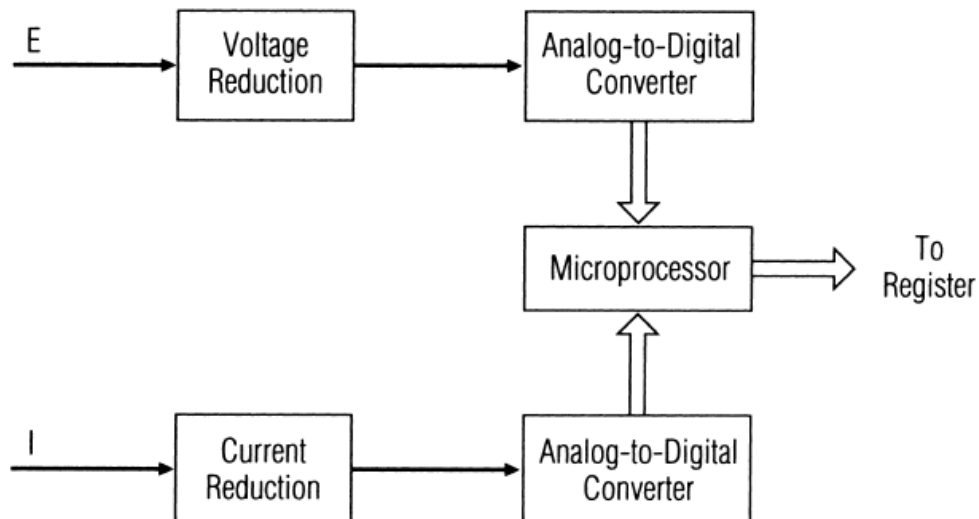 E
Voltage
Reduction
Analog-to-Digital
Converter
Microprocessor
To
Register
I
Current
Reduction
Analog-to-Digital
Converter